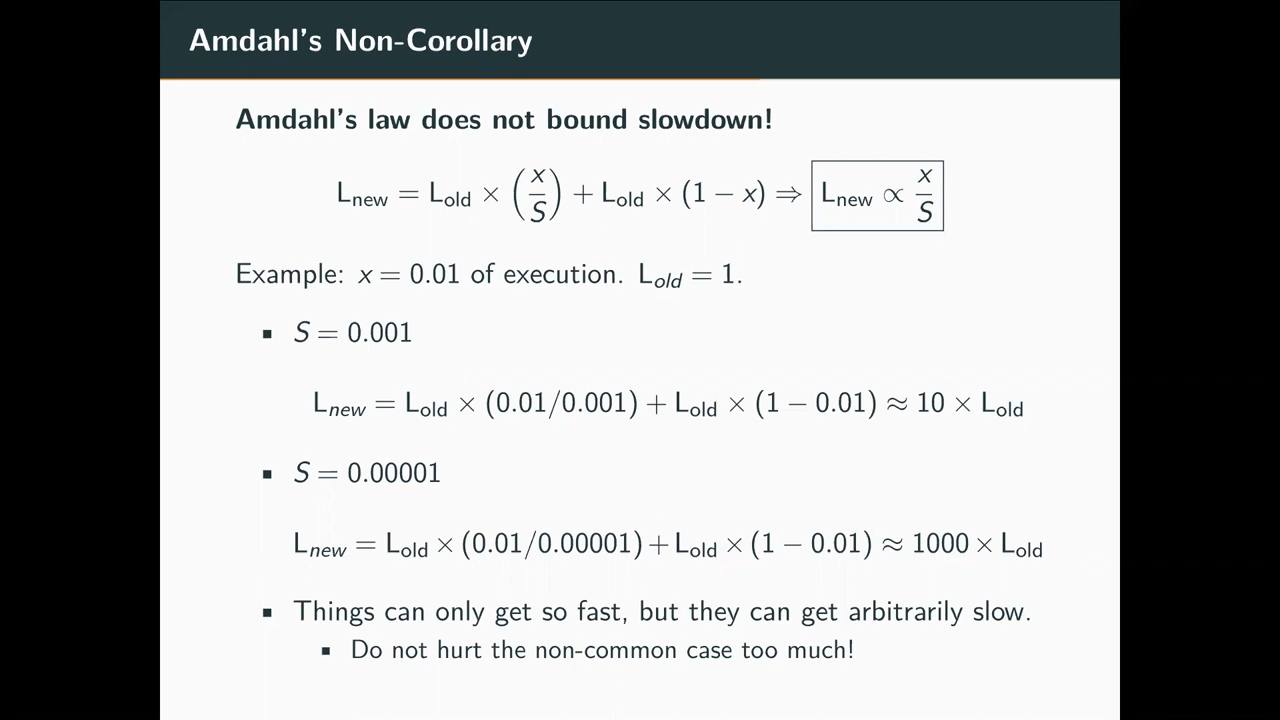 Amdahl's Non-Corollary
Amdahl's law does not bound slowdown!
L_new = L_old × (x/S) + L_old × (1 − x) ⇒ L_new ∝ x/S
Example: x = 0.01 of execution. L_old = 1.
▪ S = 0.001
L_new = L_old × (0.01/0.001) + L_old × (1 − 0.01) ≈ 10 × L_old
▪ S = 0.00001
L_new = L_old × (0.01/0.00001) + L_old × (1 − 0.01) ≈ 1000 × L_old
▪ Things can only get so fast, but they can get arbitrarily slow.
▪ Do not hurt the non-common case too much!